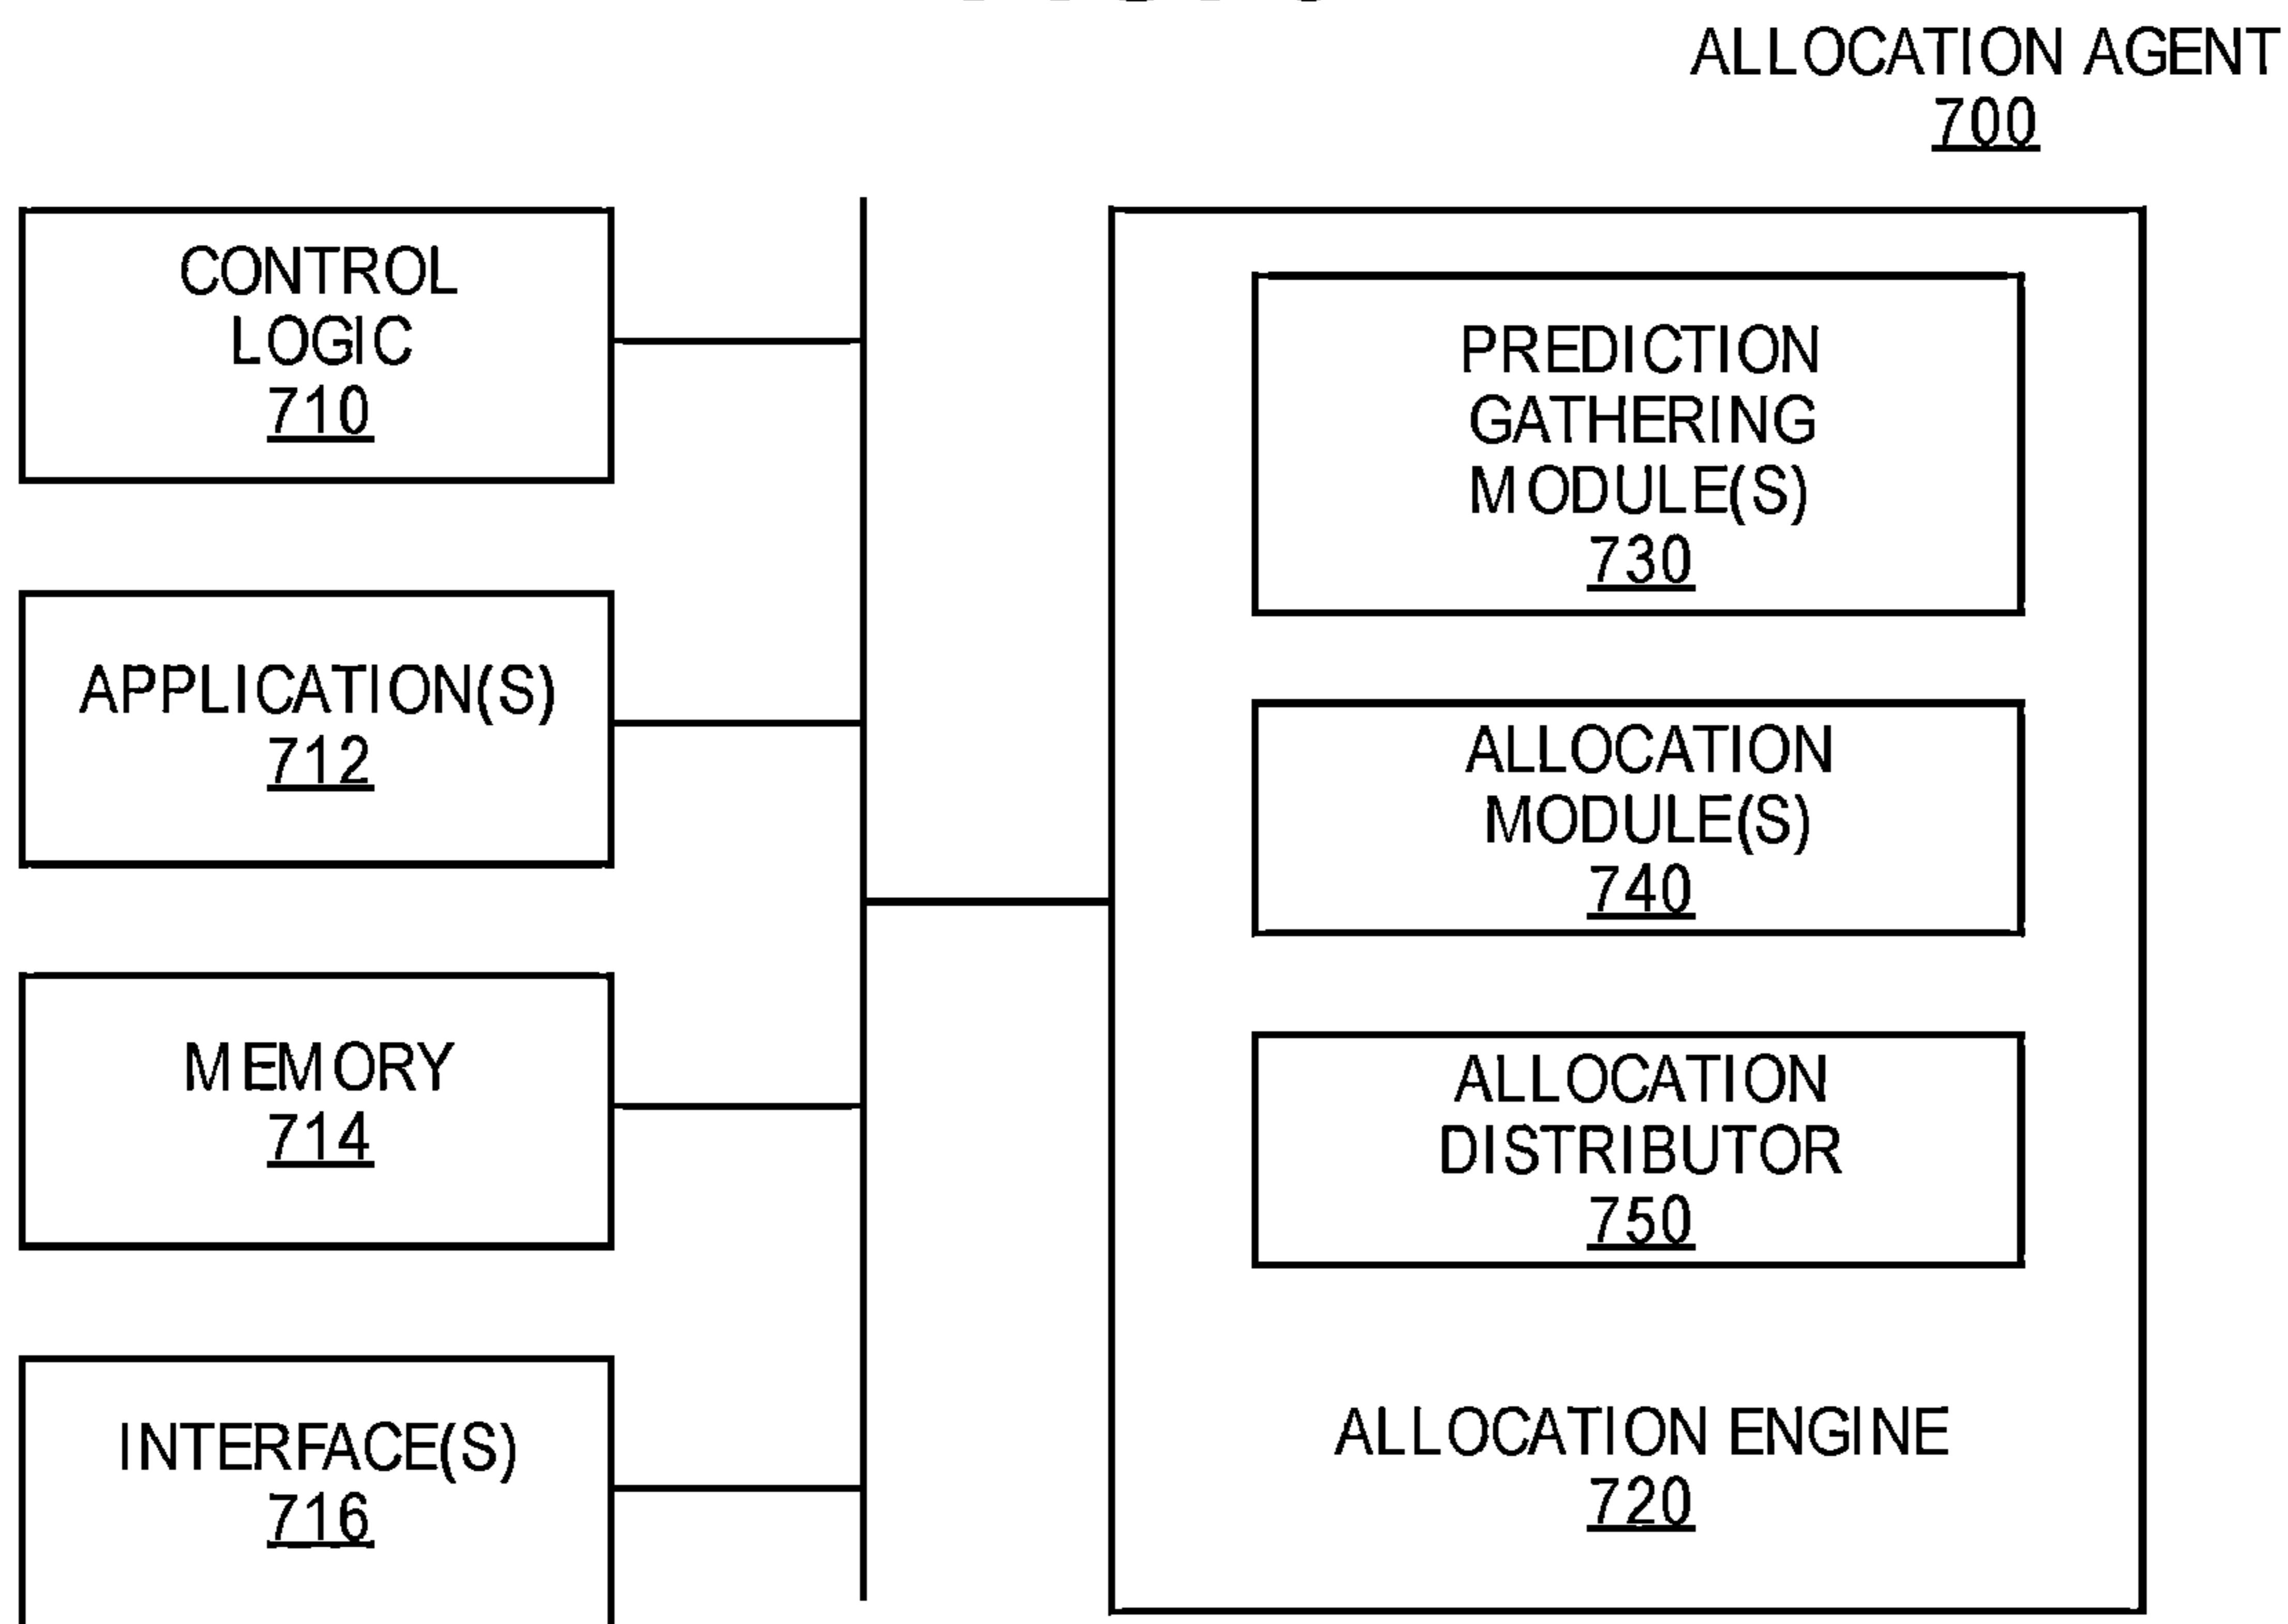 ALLOCATION AGENT
700
CONTROL
LOGIC
710
APPLICATION(S)
712
MEMORY
714
INTERFACE(S)
716
PREDICTION
GATHERING
MODULE(S)
730
ALLOCATION
MODULE(S)
740
ALLOCATION
DISTRIBUTOR
750
ALLOCATION ENGINE
720